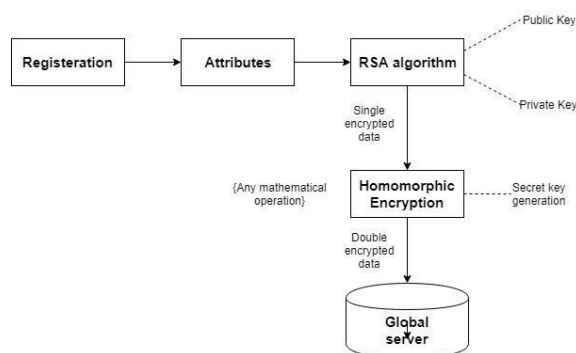 Public Key
Registeration
Attributes
RSA algorithm
Private Key
Single
encrypted
data
{Any mathematical
operation}
Homomorphic
Encryption
Secret key
generation
Double
encrypted
data
Global
server